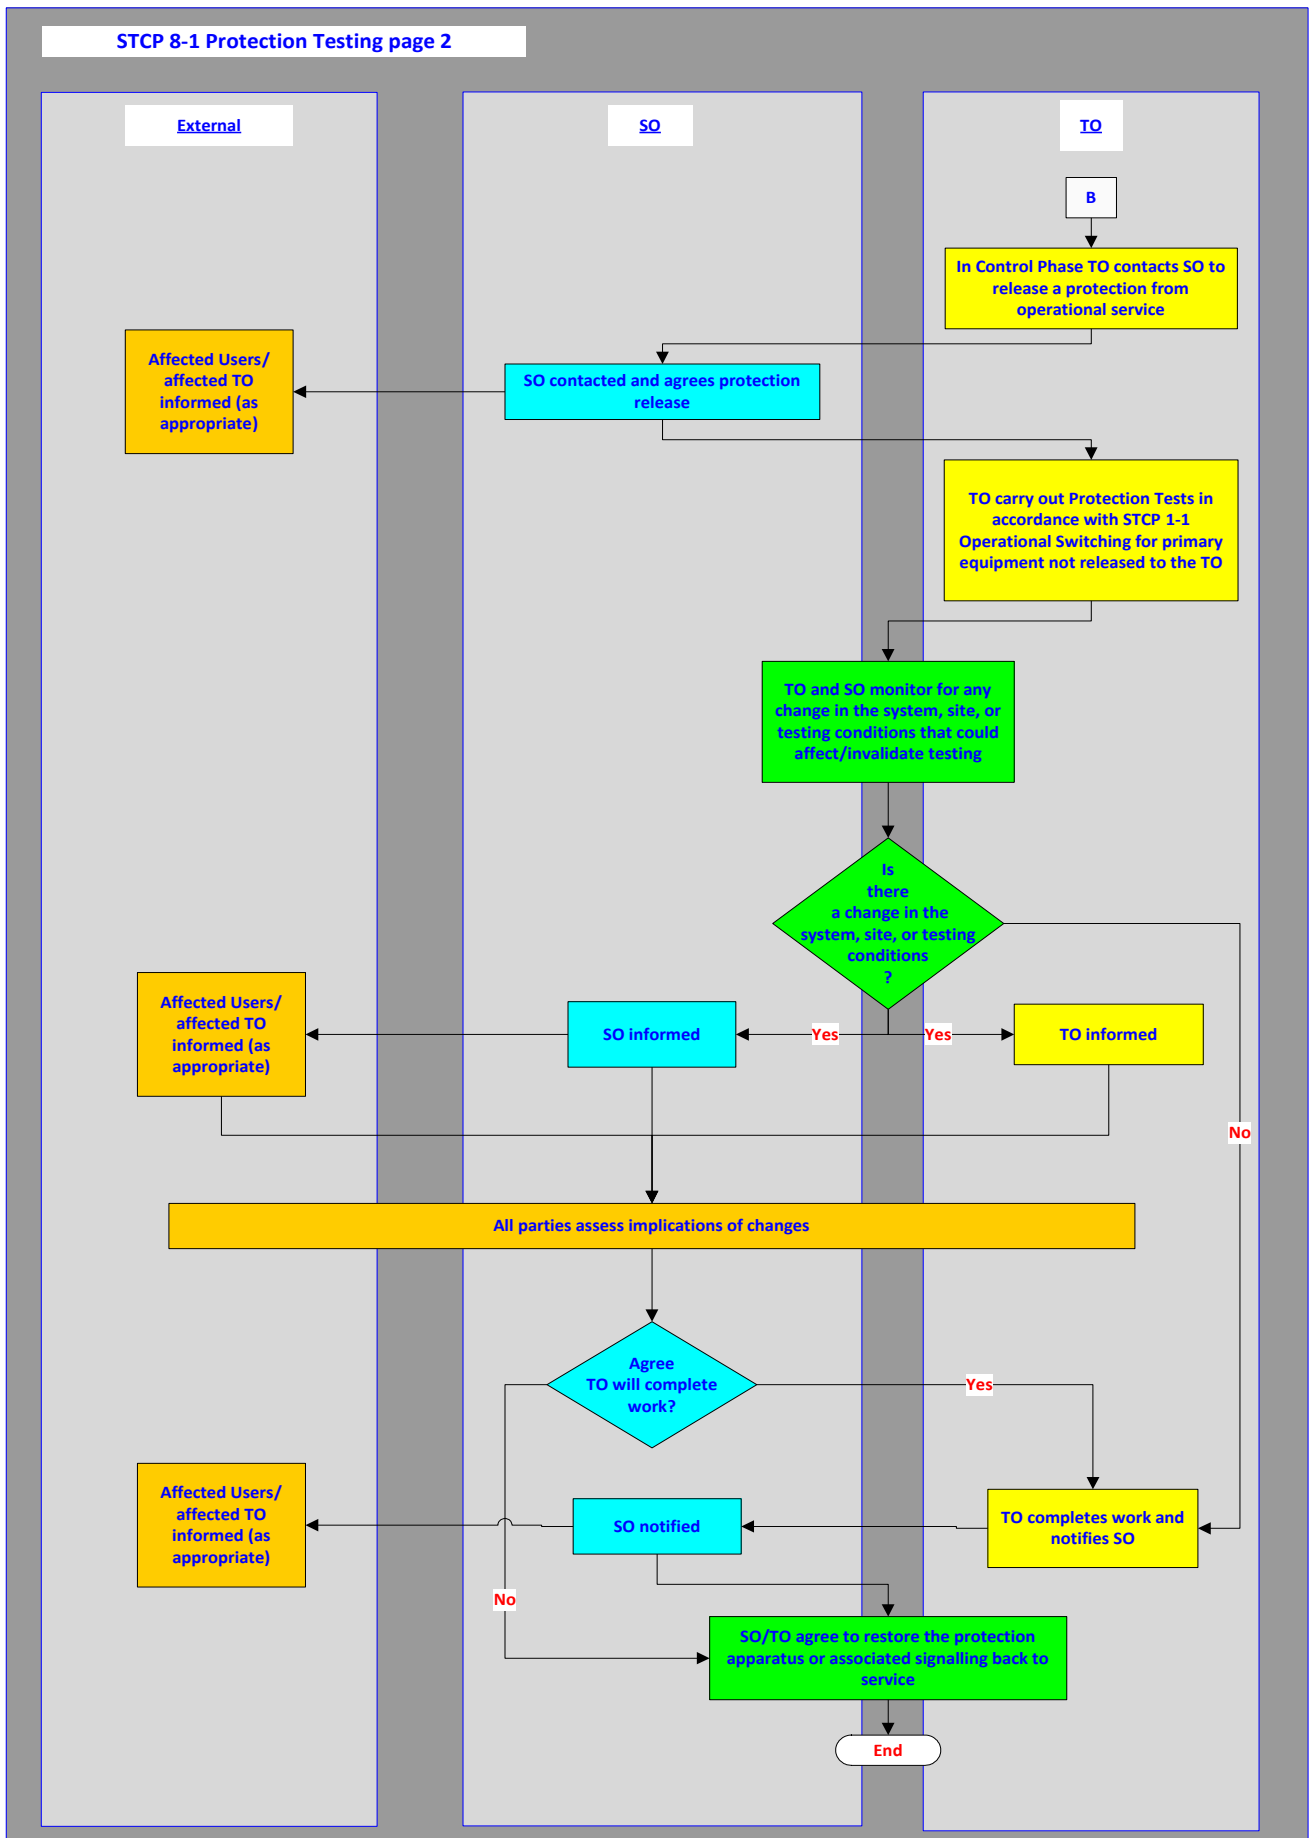 STCP 8-1 Protection Testing page 2
External
SO
TO
B
In Control Phase TO contacts SO to
release a protection from
operational service
Affected Users/
affected TO
informed (as
appropriate)
SO contacted and agrees protection
release
TO carry out Protection Tests in
accordance with STCP 1-1
Operational Switching for primary
equipment not released to the TO
TO and SO monitor for any
change in the system, site, or
testing conditions that could
affect/invalidate testing
Is
there
a change in the
system, site, or testing
conditions
?
Affected Users/
affected TO
informed (as
appropriate)
SO informed
Yes
Yes
TO informed
No
All parties assess implications of changes
Agree
TO will complete
work?
Yes
Affected Users/
affected TO
informed (as
appropriate)
SO notified
TO completes work and
notifies SO
No
SO/TO agree to restore the protection
apparatus or associated signalling back to
service
End